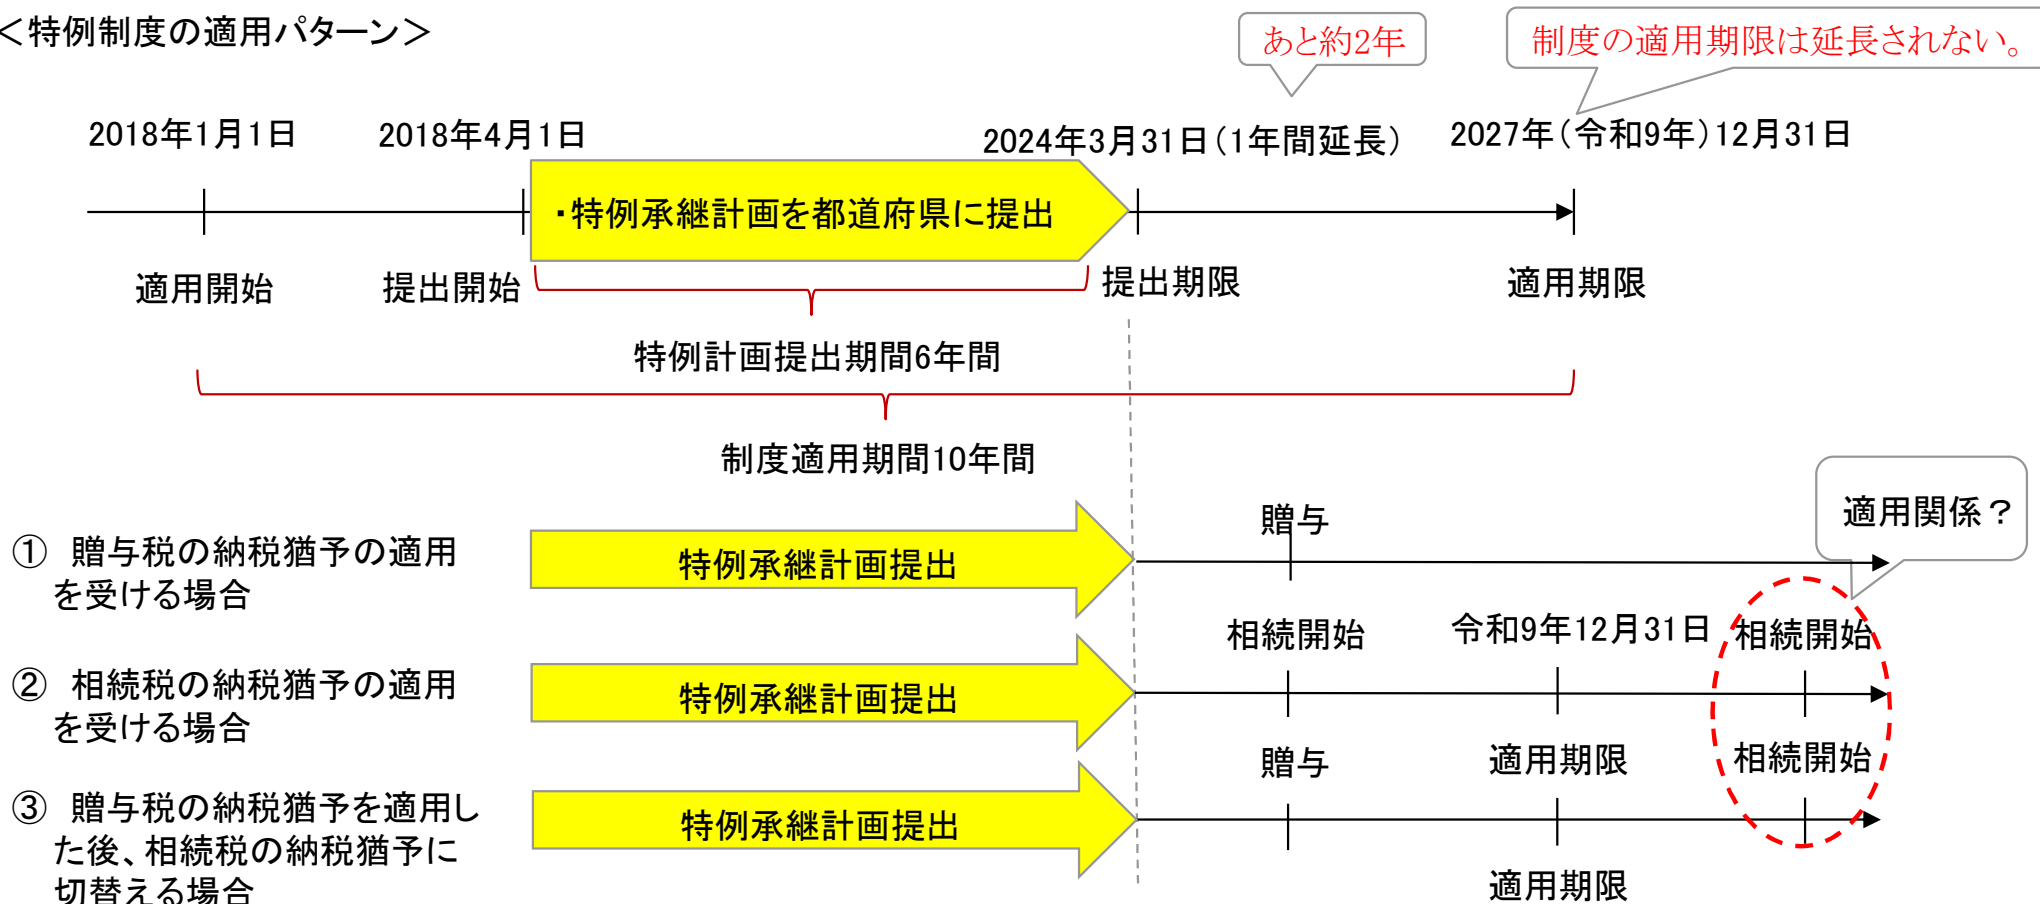 ＜特例制度の適用パターン＞
あと約2年
制度の適用期限は延長されない。
2018年1月1日
2018年4月1日
2024年3月31日（1年間延長）
2027年（令和9年）12月31日
・特例承継計画を都道府県に提出
適用開始
提出開始
提出期限
適用期限
特例計画提出期間6年間
制度適用期間10年間
適用関係？
① 贈与税の納税猶予の適用
を受ける場合
特例承継計画提出
贈与
② 相続税の納税猶予の適用
を受ける場合
特例承継計画提出
相続開始
令和9年12月31日
相続開始
③ 贈与税の納税猶予を適用し
た後、相続税の納税猶予に
切替える場合
特例承継計画提出
贈与
適用期限
相続開始
適用期限